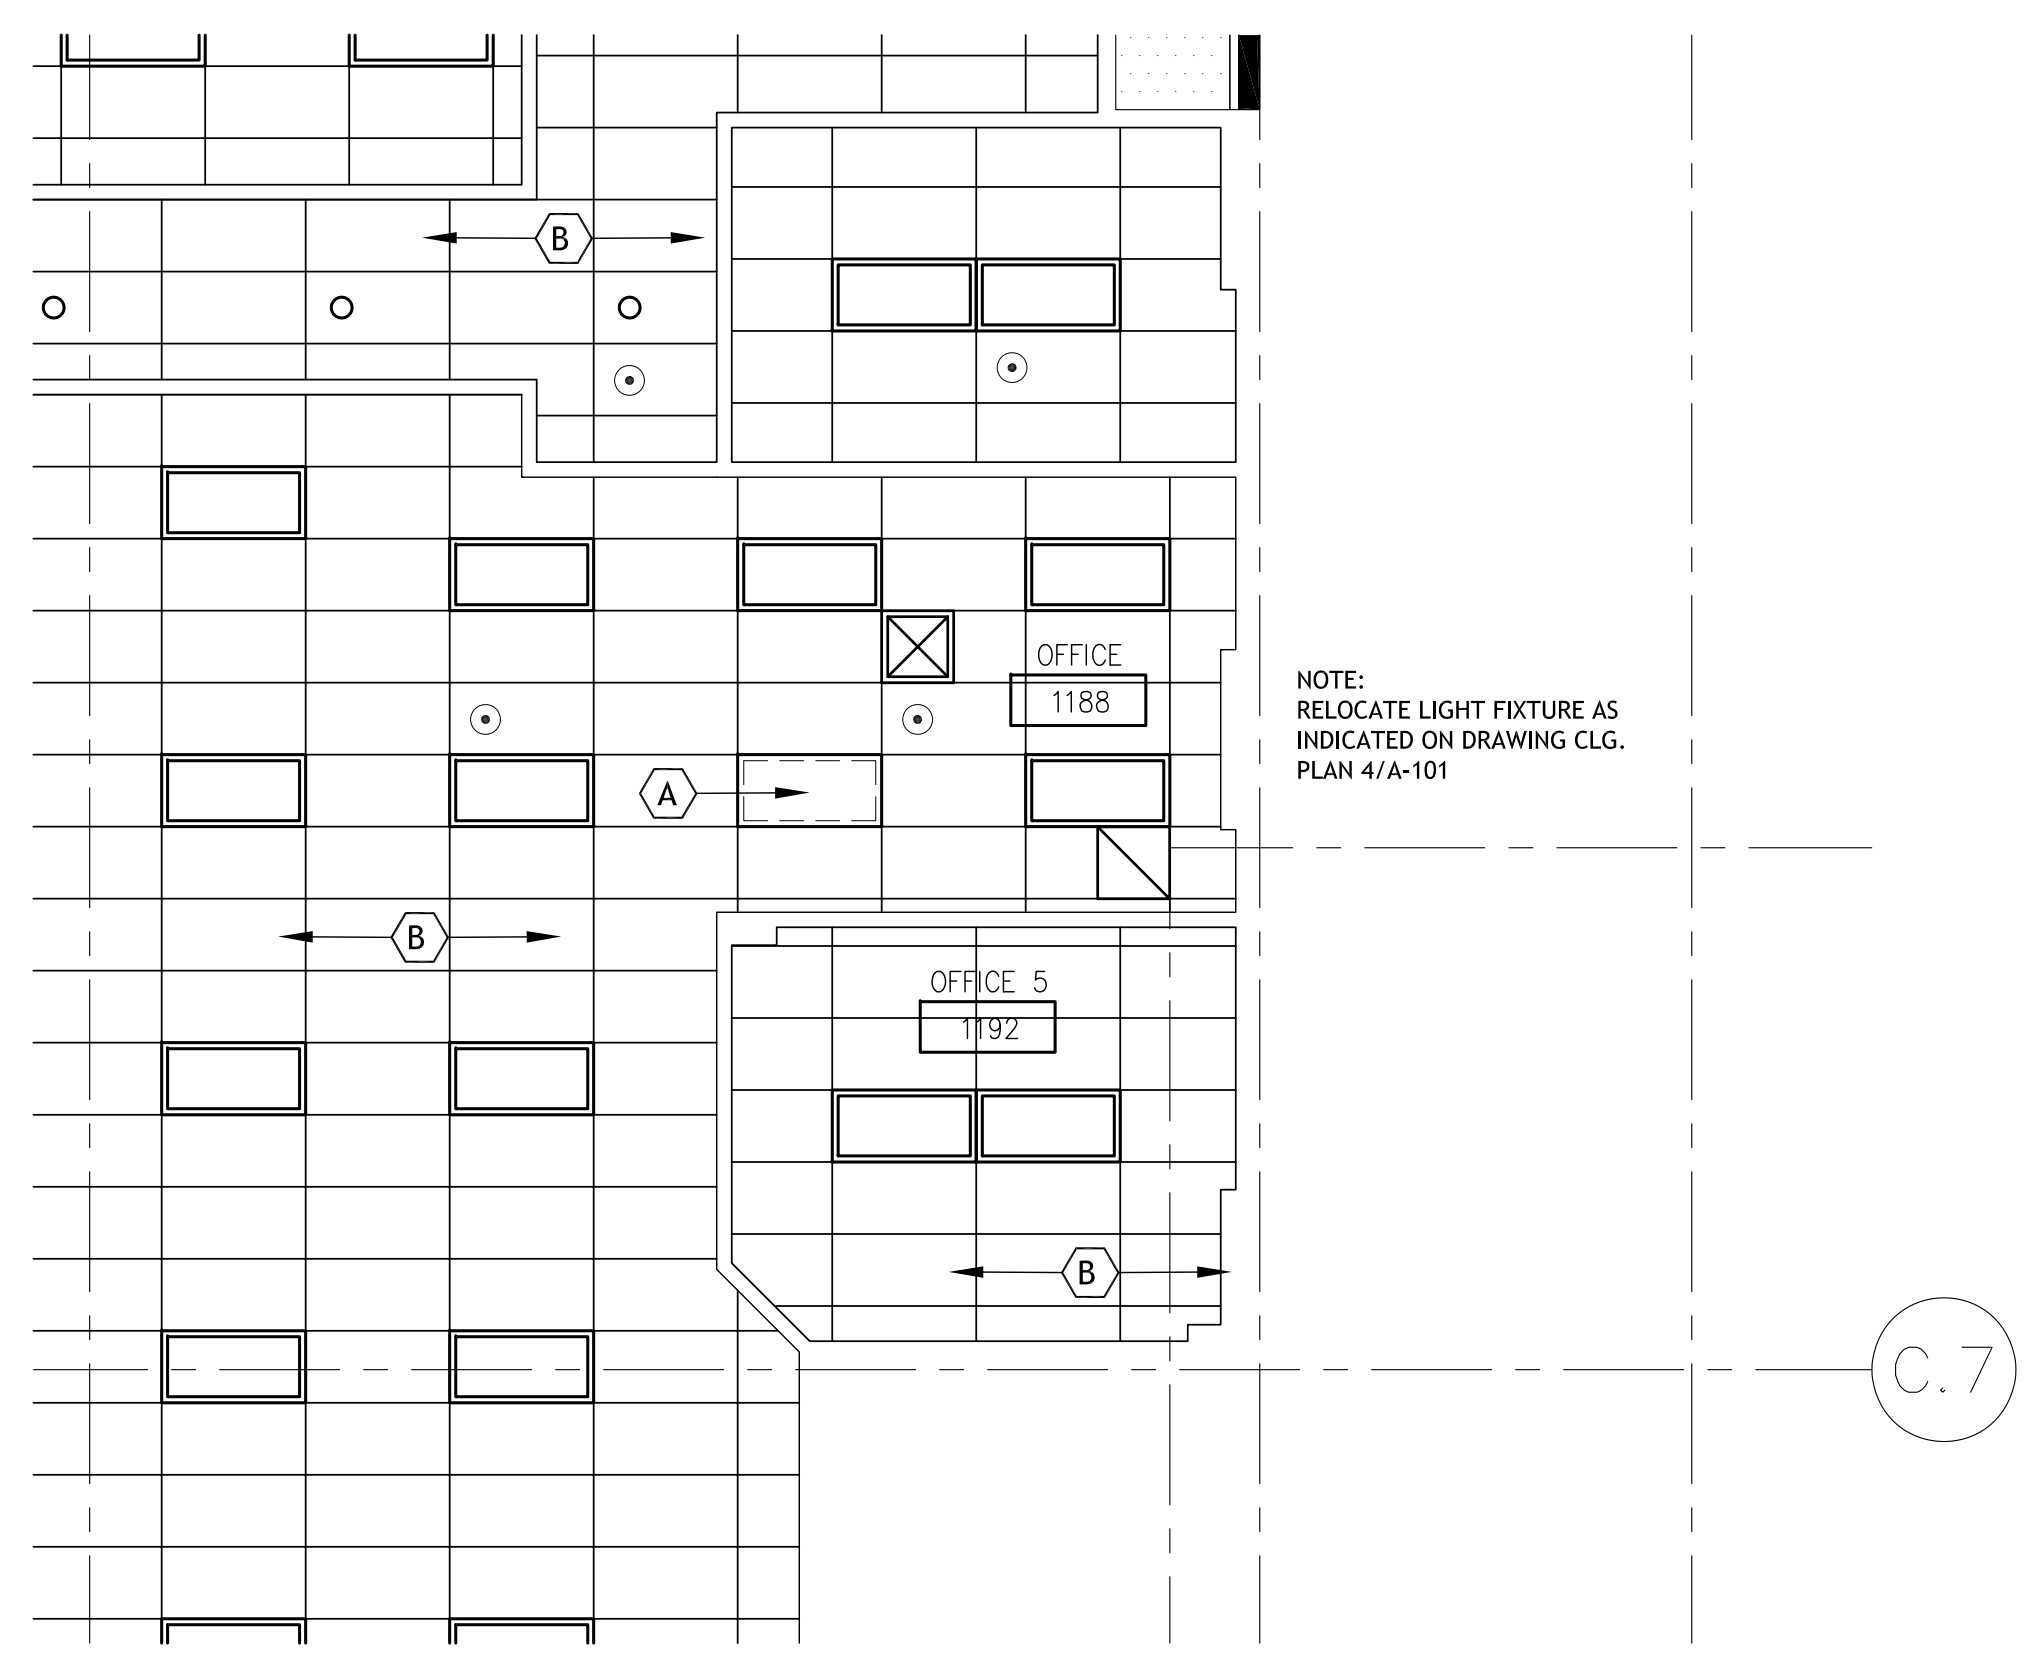 B
OFFICE
1188
NOTE:
RELOCATE LIGHT FIXTURE AS
INDICATED ON DRAWING CLG.
PLAN 4/A-101
A
B
OFFICE 5
1192
B
C.7